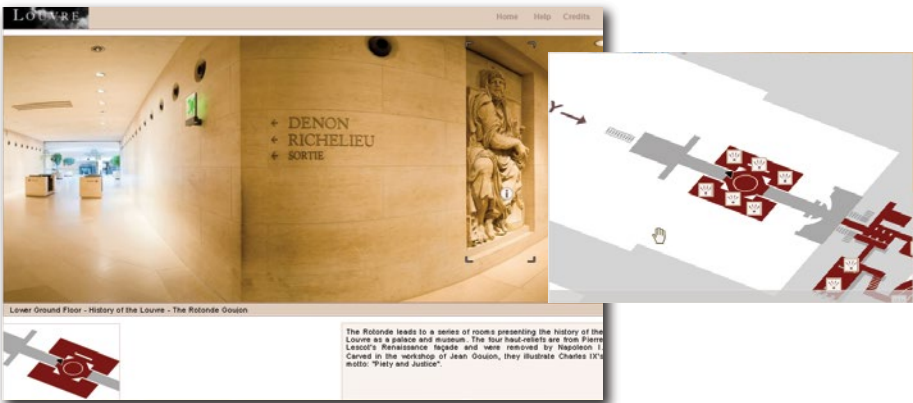 LOUVRE
Home Help Credits
← DENON
← RICHELIEU
← SORTIE
i
Y
Lower Ground Floor - History of the Louvre - The Rotonde Goujon
The Rotonde leads to a series of rooms presenting the history of the
Louvre as a palace and museum. The four haut-reliefs are from Pierre
Lescot's Renaissance façade and were removed by Napoleon I.
Carved in the workshop of Jean Goujon, they illustrate Charles IX's
motto: "Piety and Justice".